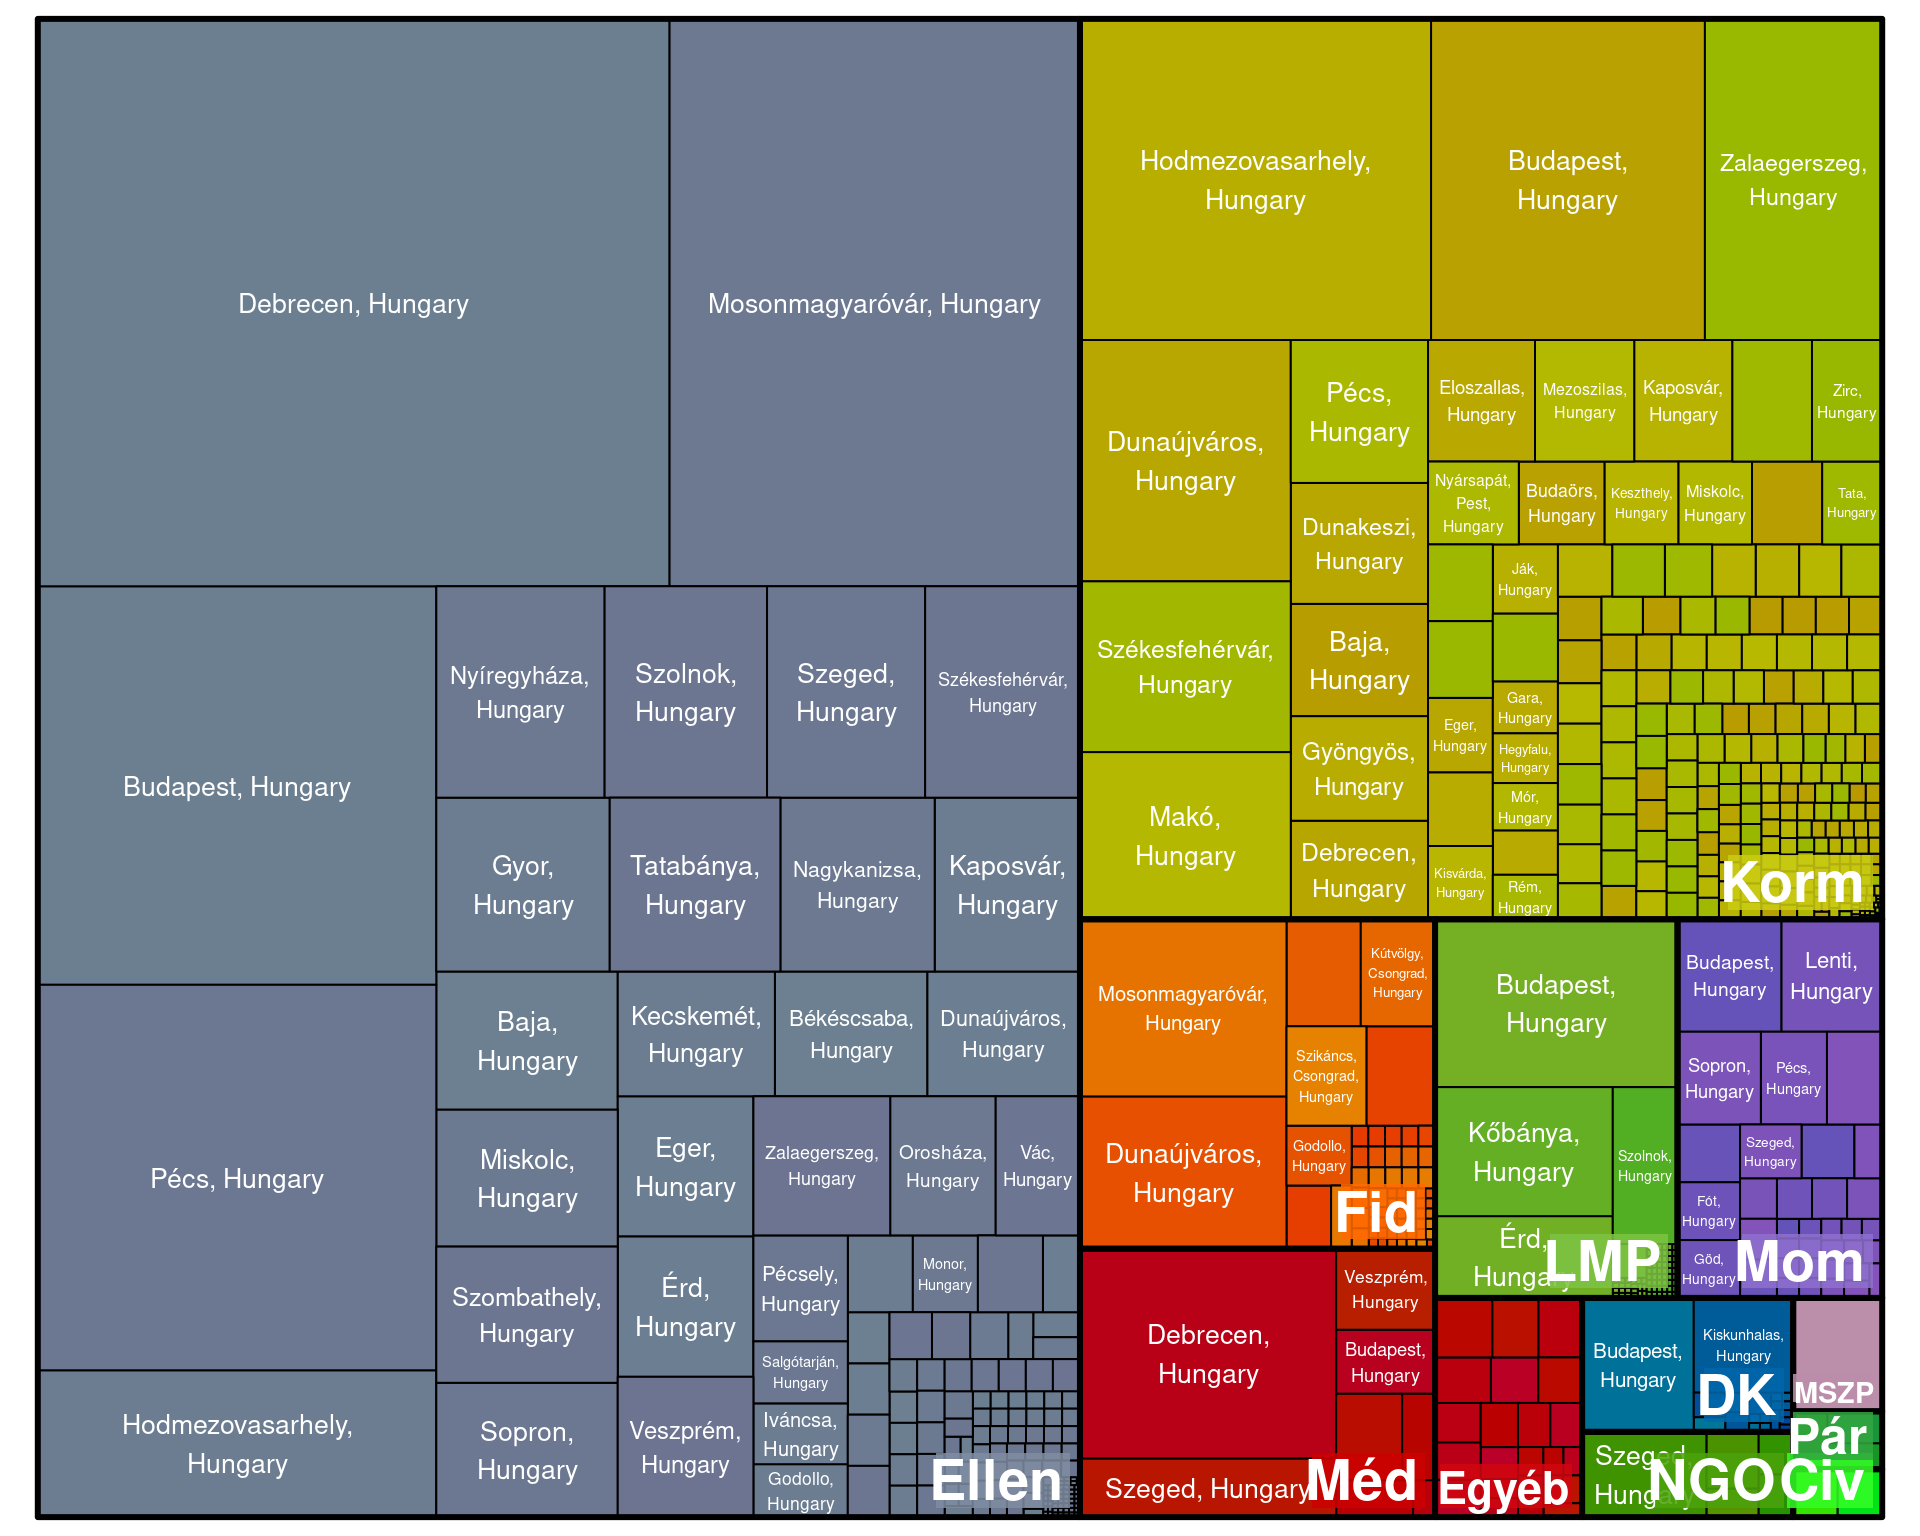 Debrecen, Hungary
Mosonmagyaróvár, Hungary
Budapest, Hungary
Pécs, Hungary
Hodmezovasarhely,
Hungary
Nyíregyháza,
Hungary
Szolnok,
Hungary
Szeged,
Hungary
Székesfehérvár,
Hungary
Gyor,
Hungary
Tatabánya,
Hungary
Nagykanizsa,
Hungary
Kaposvár,
Hungary
Baja,
Hungary
Miskolc,
Hungary
Szombathely,
Hungary
Sopron,
Hungary
Kecskemét,
Hungary
Békéscsaba,
Hungary
Dunaújváros,
Hungary
Eger,
Hungary
Érd,
Hungary
Veszprém,
Hungary
Zalaegerszeg,
Hungary
Orosháza,
Hungary
Vác,
Hungary
Pécsely,
Hungary
Monor,
Hungary
Salgótarján,
Hungary
Iváncsa,
Hungary
Godollo,
Hungary
Ellen
Hodmezovasarhely,
Hungary
Budapest,
Hungary
Zalaegerszeg,
Hungary
Dunaújváros,
Hungary
Székesfehérvár,
Hungary
Makó,
Hungary
Pécs,
Hungary
Dunakeszi,
Hungary
Baja,
Hungary
Gyöngyös,
Hungary
Debrecen,
Hungary
Eloszallas,
Hungary
Mezoszilas,
Hungary
Kaposvár,
Hungary
Zirc,
Hungary
Nyársapát,
Pest,
Hungary
Budaörs,
Hungary
Keszthely,
Hungary
Miskolc,
Hungary
Tata,
Hungary
Ják,
Hungary
Gara,
Hungary
Eger,
Hungary
Hegyfalu,
Hungary
Mór,
Hungary
Kisvárda,
Hungary
Rém,
Hungary
Korm
Mosonmagyaróvár,
Hungary
Dunaújváros,
Hungary
Kútvölgy,
Csongrad,
Hungary
Szikáncs,
Csongrad,
Hungary
Godollo,
Hungary
Fid
Debrecen,
Hungary
Szeged, Hungary
Veszprém,
Hungary
Budapest,
Hungary
Méd
Budapest,
Hungary
Kőbánya,
Hungary
Szolnok,
Hungary
Érd,
Hungary
LMP
Budapest,
Hungary
Lenti,
Hungary
Sopron,
Hungary
Pécs,
Hungary
Szeged,
Hungary
Fót,
Hungary
Göd,
Hungary
Mom
Egyéb
Budapest,
Hungary
Kiskunhalas,
Hungary
DK
MSZP
Pár
Szeged,
Hungary
NGO
Civ